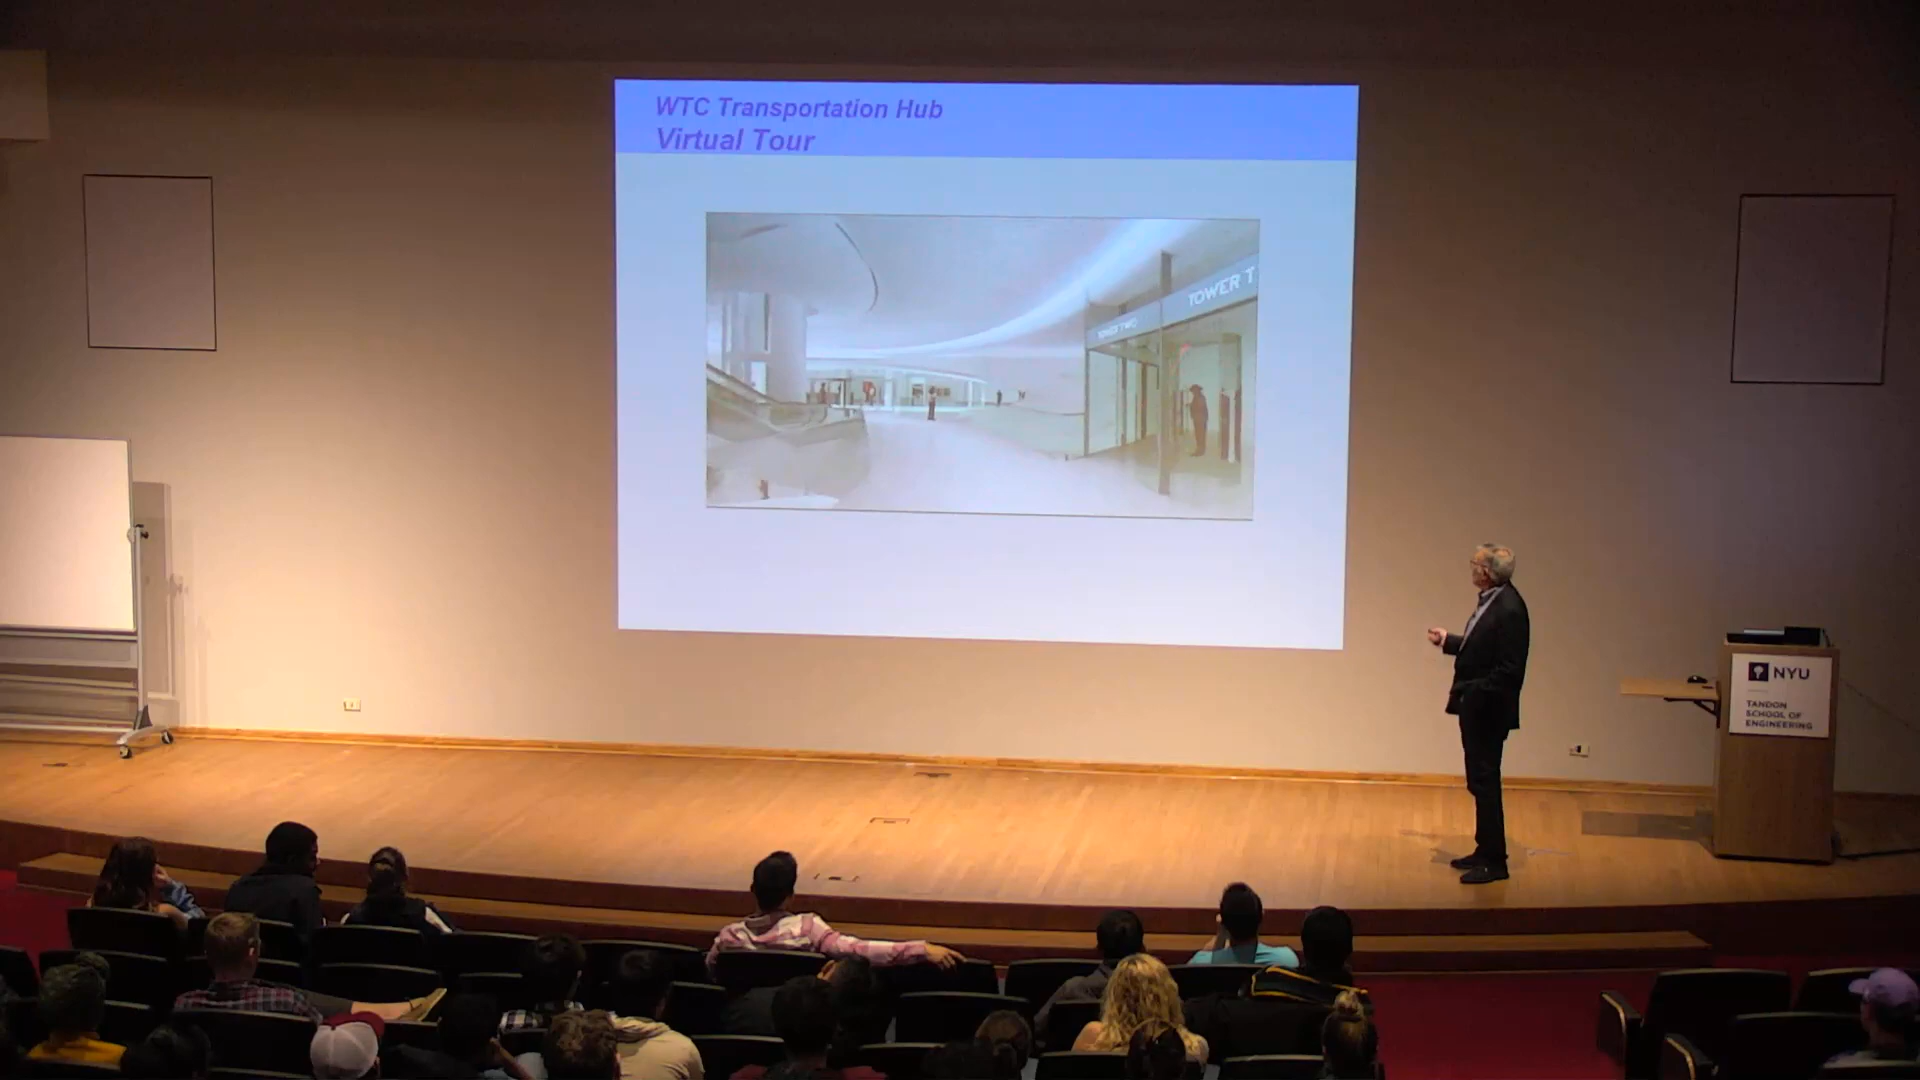 WTC Transportation Hub
Virtual Tour
TOWER T
TOWER TWO
NYU
TANDON
SCHOOL OF
ENGINEERING